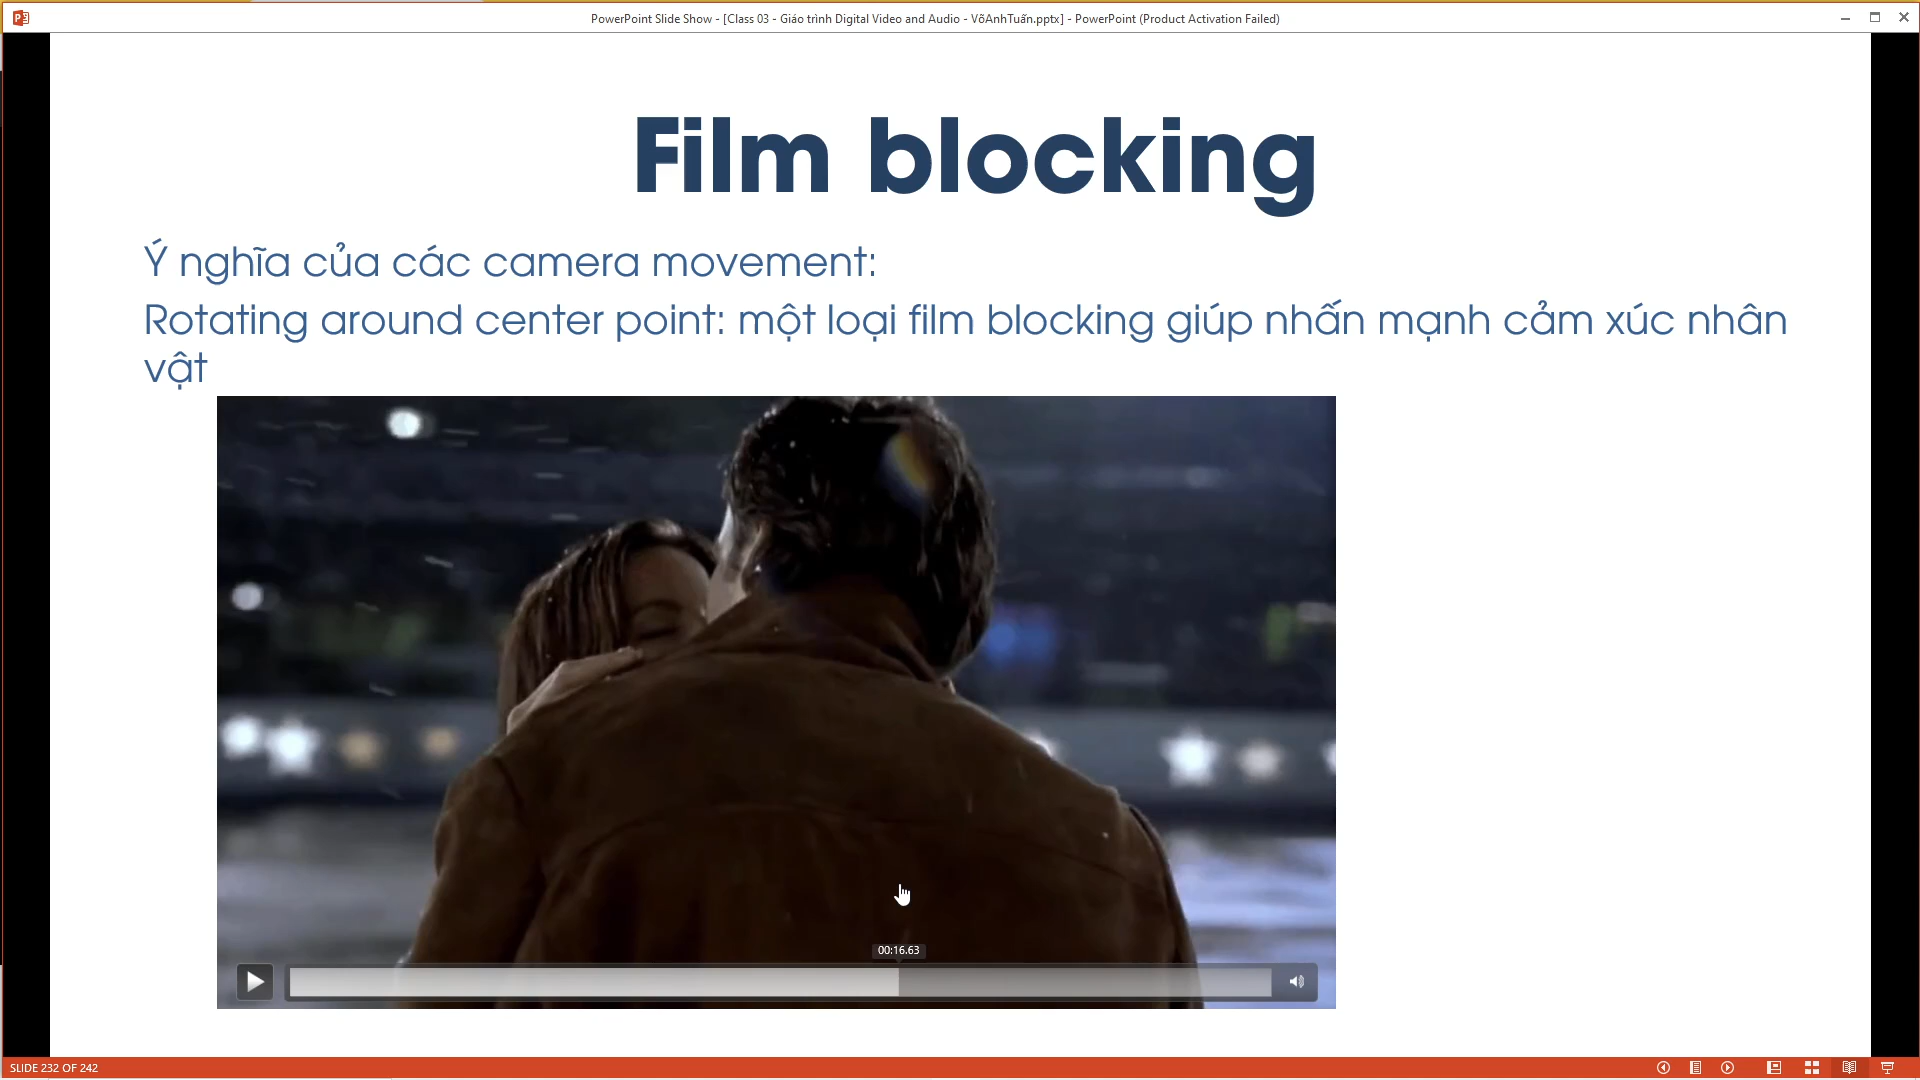 PowerPoint Slide Show - [Class 03 - Giáo trình Digital Video and Audio - VõAnhTuấn.pptx] - PowerPoint (Product Activation Failed)
Film blocking
Ý nghĩa của các camera movement:
Rotating around center point: một loại film blocking giúp nhấn mạnh cảm xúc nhân
vật
00:16.63
SLIDE 232 OF 242